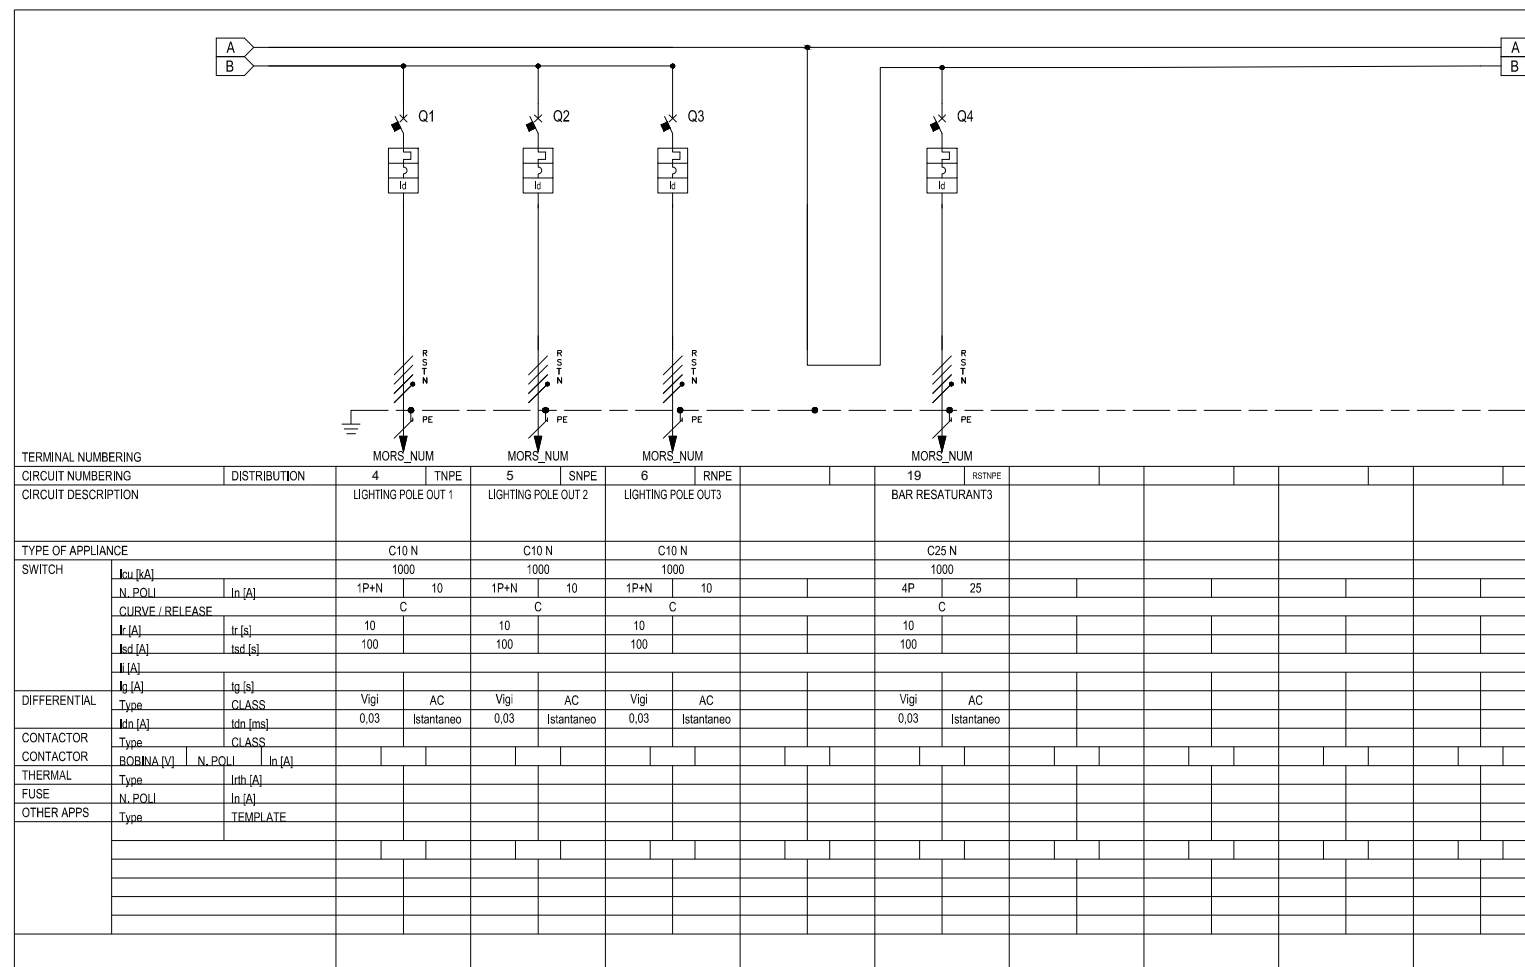 A A
B B
Q1 Q2 Q3 Q4
Id Id Id Id
R R R R
S S S S
T T T T
N N N N
PE PE PE PE
TERMINAL NUMBERING MORS_NUM MORS_NUM MORS_NUM MORS_NUM
CIRCUIT NUMBERING DISTRIBUTION 4 TNPE 5 SNPE 6 RNPE 19 RSTNPE
CIRCUIT DESCRIPTION LIGHTING POLE OUT 1 LIGHTING POLE OUT 2 LIGHTING POLE OUT3 BAR RESATURANT3
TYPE OF APPLIANCE C10 N C10 N C10 N C25 N
SWITCH Icu [kA] 1000 1000 1000 1000
N. POLI In [A] 1P+N 10 1P+N 10 1P+N 10 4P 25
CURVE / RELEASE C C C C
Ir [A] tr [s] 10 10 10 10
Isd [A] tsd [s] 100 100 100 100
Ii [A]
Ig [A] tg [s]
DIFFERENTIAL Type CLASS Vigi AC Vigi AC Vigi AC Vigi AC
Idn [A] tdn [ms] 0,03 Istantaneo 0,03 Istantaneo 0,03 Istantaneo 0,03 Istantaneo
CONTACTOR Type CLASS
CONTACTOR BOBINA [V] N. POLI In [A]
THERMAL Type Irth [A]
FUSE N. POLI In [A]
OTHER APPS Type TEMPLATE